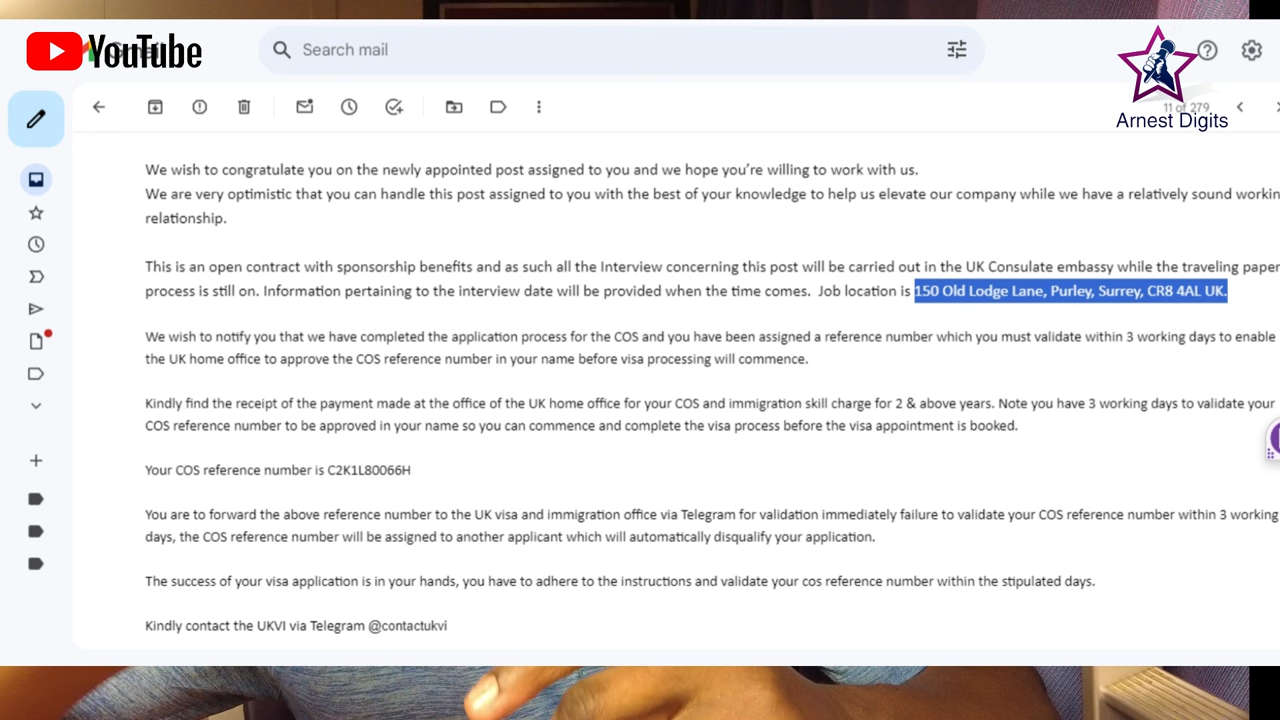 YouTube
Search mail
11 of 279
Arnest Digits
We wish to congratulate you on the newly appointed post assigned to you and we hope you're willing to work with us.
We are very optimistic that you can handle this post assigned to you with the best of your knowledge to help us elevate our company while we have a relatively sound
relationship.
This is an open contract with sponsorship benefits and as such all the Interview concerning this post will be carried out in the UK Consulate embassy while the traveling
process is still on. Information pertaining to the interview date will be provided when the time comes. Job location is 150 Old Lodge Lane, Purley, Surrey, CR8 4AL UK.
We wish to notify you that we have completed the application process for the COS and you have been assigned a reference number which you must validate within 3 working days to enable
the UK home office to approve the COS reference number in your name before visa processing will commence.
Kindly find the receipt of the payment made at the office of the UK home office for your COS and immigration skill charge for 2 & above years. Note you have 3 working days to validate your
COS reference number to be approved in your name so you can commence and complete the visa process before the visa appointment is booked.
Your COS reference number is C2K1L80066H
You are to forward the above reference number to the UK visa and immigration office via Telegram for validation immediately failure to validate your COS reference number within 3 working
days, the COS reference number will be assigned to another applicant which will automatically disqualify your application.
The success of your visa application is in your hands, you have to adhere to the instructions and validate your cos reference number within the stipulated days.
Kindly contact the UKVI via Telegram @contactukvi